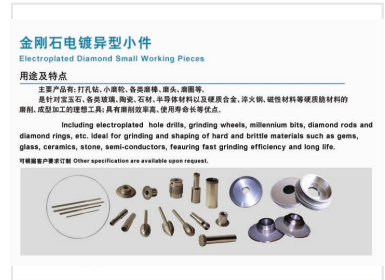 金刚石电镀异型小件
Electroplated Diamond Small Working Pieces
用途及特点
主要产品有:打孔钻、小磨轮、各类磨棒、磨头、磨圈等.
是针对宝玉石、各类玻璃、陶瓷、石材、半导体材料以及硬质合金、淬火钢、磁性材料等硬质脆材料的
磨削、成型加工的理想工具;具有磨削效率高、使用寿命长等优点.
Including electroplated hole drills, grinding wheels, millennium bits, diamond rods and
diamond rings, etc. Ideal for grinding and shaping of hard and brittle materials such as gems,
glass, ceramics, stone, semi-conductors, feauring fast grinding efficiency and long life.
可根据客户要求订制 Other specification are available upon request.